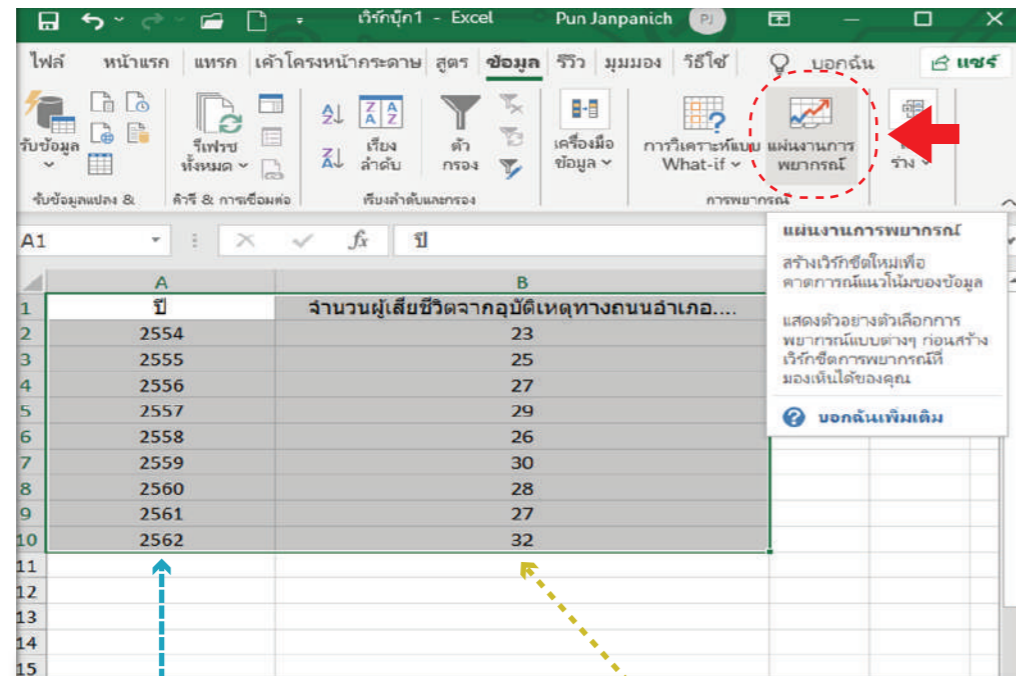 เวิร์กบุ๊ก1 - Excel Pun Janpanich PJ
ไฟล์ หน้าแรก แทรก เค้าโครงหน้ากระดาษ สูตร ข้อมูล รีวิว มุมมอง วิธีใช้ บอกฉัน แชร์
รับข้อมูล
รีเฟรช
ทั้งหมด
เรียง
ลำดับ
ตัว
กรอง
เครื่องมือ
ข้อมูล
การวิเคราะห์แบบ
What-if
แผ่นงานการ
พยากรณ์
ร่าง
รับข้อมูลแปลง & คิวรี & การเชื่อมต่อ เรียงลำดับและกรอง การพยากรณ์
A1 fx ปี
A B
1 ปี จำนวนผู้เสียชีวิตจากอุบัติเหตุทางถนนอำเภอ....
2 2554 23
3 2555 25
4 2556 27
5 2557 29
6 2558 26
7 2559 30
8 2560 28
9 2561 27
10 2562 32
11
12
13
14
15
แผ่นงานการพยากรณ์
สร้างเวิร์กชีตใหม่เพื่อ
คาดการณ์แนวโน้มของข้อมูล
แสดงตัวอย่างตัวเลือกการ
พยากรณ์แบบต่างๆ ก่อนสร้าง
เวิร์กชีตการพยากรณ์ที่
มองเห็นได้ของคุณ
บอกฉันเพิ่มเติม